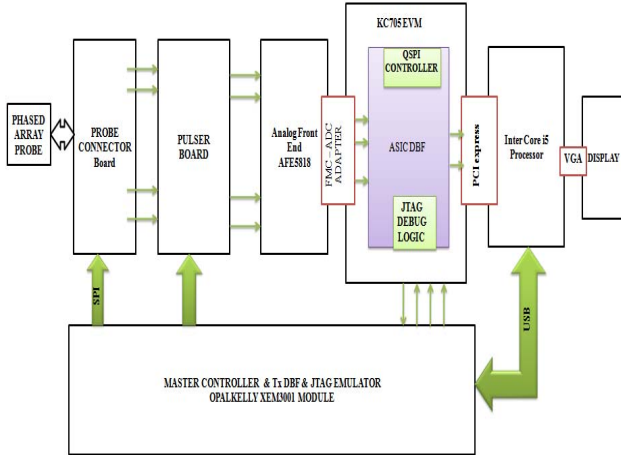 KC705 EVM
QSPI
CONTROLLER
PHASED
ARRAY
PROBE
PROBE
CONNECTOR
Board
PULSER
BOARD
Analog Front
End
AFE5818
FMC – ADC
ADAPTER
ASIC DBF
JTAG
DEBUG
LOGIC
PCI express
Inter Core i5
Processor
VGA
DISPLAY
SPI
USB
MASTER CONTROLLER & Tx DBF & JTAG EMULATOR
OPALKELLY XEM3001 MODULE